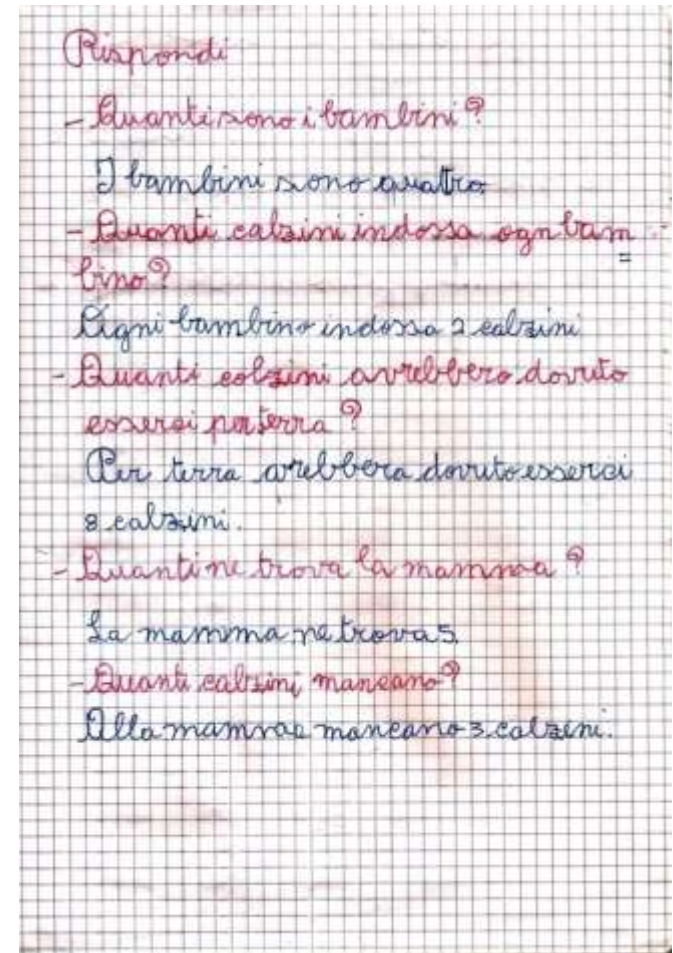 Rispondi
- Quanti sono i bambini?
I bambini sono quattro.
- Quanti calzini indossa ogn bam
bino?
Ogni bambino indossa 2 calzini
- Quanti calzini avrebbero dovuto
esserci per terra?
Per terra arebbero dovuto esserci
8 calzini.
- Quanti ne trova la mamma?
La mamma ne trova 5.
- Quanti calzini mancano?
Alla mamma mancano 3 calzini.